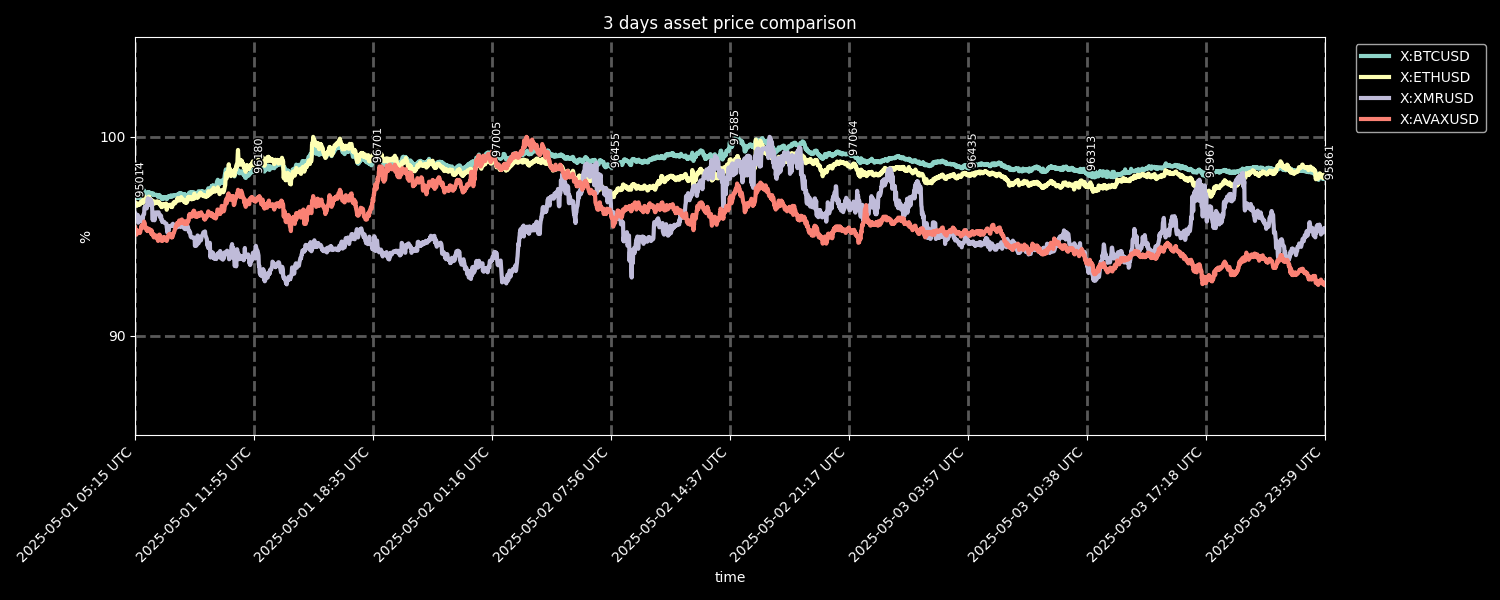 3 days asset price comparison
X:BTCUSD
X:ETHUSD
X:XMRUSD
X:AVAXUSD
%
100
90
95014
96180
96701
97005
96455
97585
97064
96435
96313
95967
95861
2025-05-01 05:15 UTC
2025-05-01 11:55 UTC
2025-05-01 18:35 UTC
2025-05-02 01:16 UTC
2025-05-02 07:56 UTC
2025-05-02 14:37 UTC
2025-05-02 21:17 UTC
2025-05-03 03:57 UTC
2025-05-03 10:38 UTC
2025-05-03 17:18 UTC
2025-05-03 23:59 UTC
time